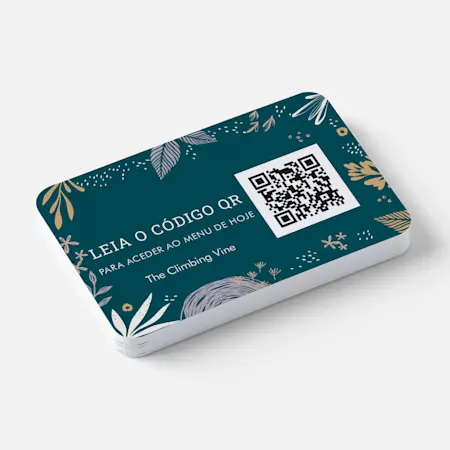 LEIA O CÓDIGO QR
PARA ACEDER AO MENU DE HOJE
The Climbing Vine